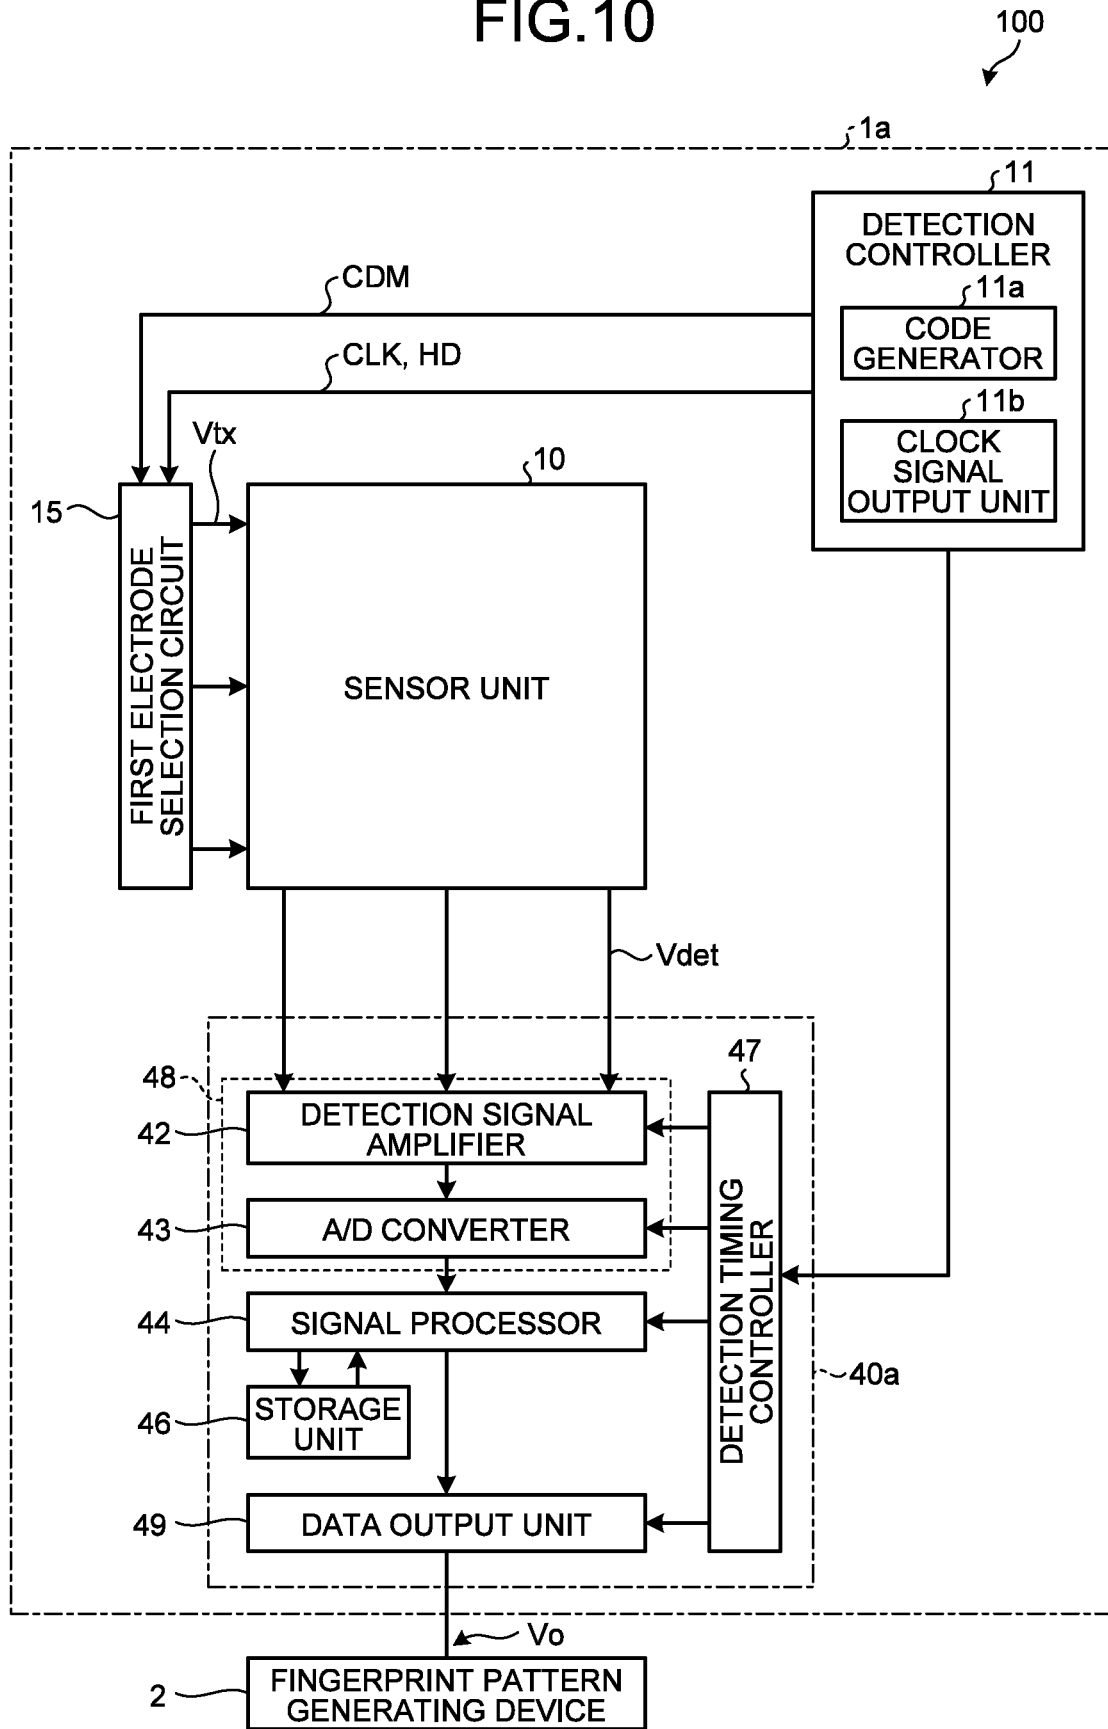 FIG.10
100
1a
11
DETECTION
CONTROLLER
11a
CODE
GENERATOR
11b
CLOCK
SIGNAL
OUTPUT UNIT
CDM
CLK, HD
Vtx
10
15
FIRST ELECTRODE
SELECTION CIRCUIT
SENSOR UNIT
Vdet
48
47
42
DETECTION SIGNAL
AMPLIFIER
43
A/D CONVERTER
DETECTION TIMING
CONTROLLER
44
SIGNAL PROCESSOR
40a
46
STORAGE
UNIT
49
DATA OUTPUT UNIT
Vo
2
FINGERPRINT PATTERN
GENERATING DEVICE